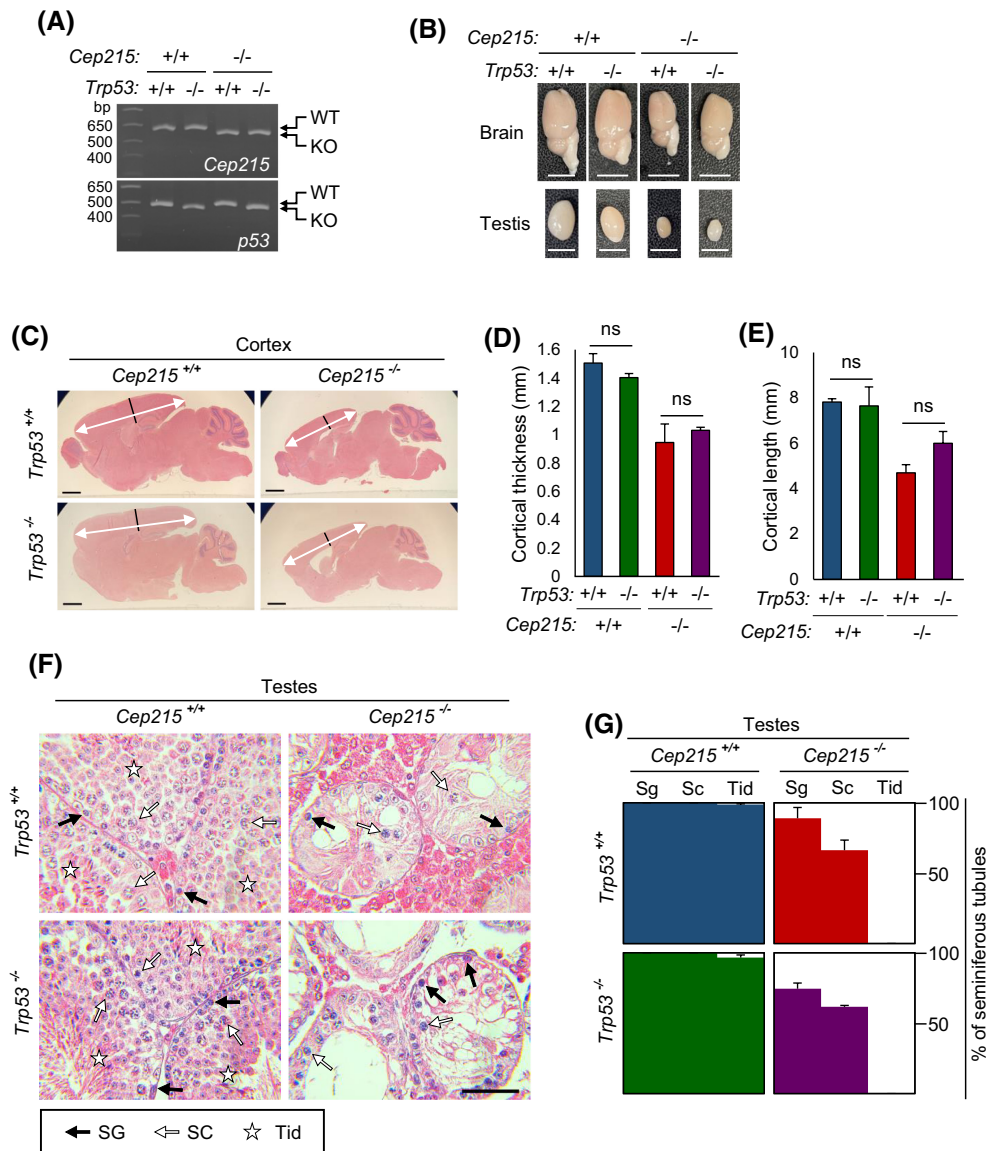 (A)
Cep215: +/+ -/-
Trp53: +/+ -/- +/+ -/-
bp
650
500
400
WT
KO
Cep215
650
500
400
WT
KO
p53
(B)
Cep215: +/+ -/-
Trp53: +/+ -/- +/+ -/-
Brain
Testis
(C)
Cortex
Cep215 +/+ Cep215 -/-
Trp53 +/+
Trp53 -/-
(D)
ns
ns
Cortical thickness (mm)
1.6
1.4
1.2
1
0.8
0.6
0.4
0.2
0
Trp53: +/+ -/- +/+ -/-
Cep215: +/+ -/-
(E)
ns
ns
Cortical length (mm)
10
8
6
4
2
0
Trp53: +/+ -/- +/+ -/-
Cep215: +/+ -/-
(F)
Testes
Cep215 +/+ Cep215 -/-
Trp53 +/+
Trp53 -/-
SG SC Tid
(G)
Testes
Cep215 +/+ Cep215 -/-
Sg Sc Tid Sg Sc Tid
Trp53 +/+
100
50
Trp53 -/-
100
50
% of seminiferous tubules